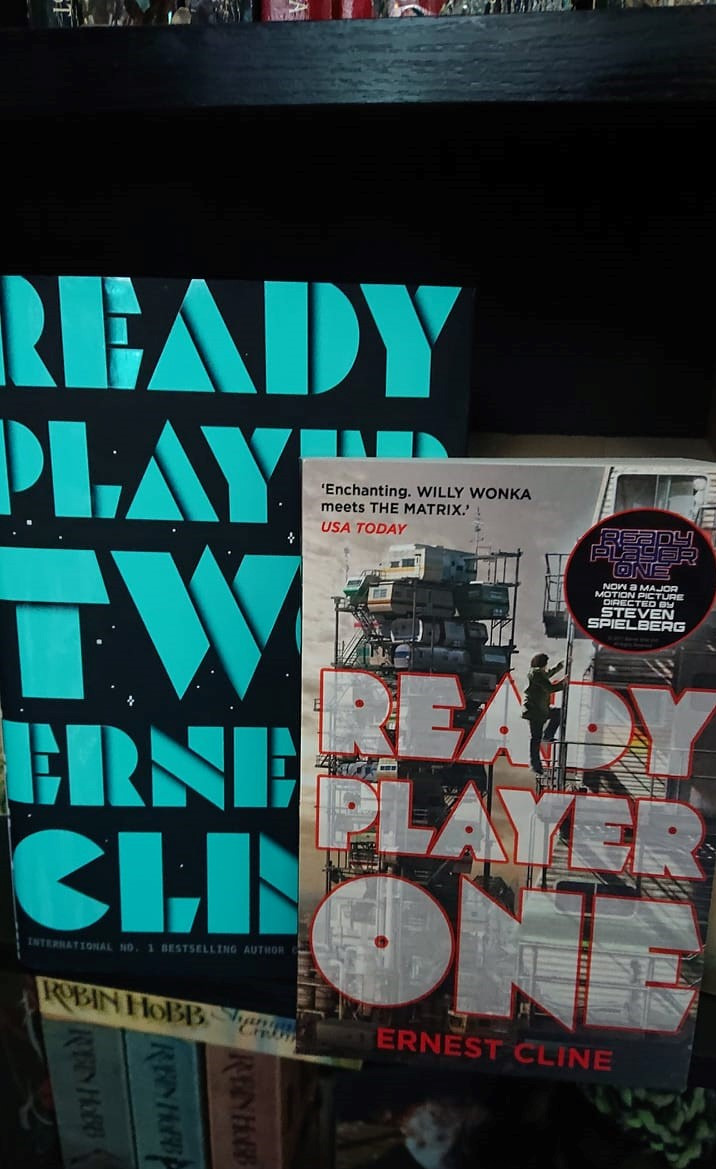 READY
PLAYER
TWO
ERNE
CLIN
INTERNATIONAL NO. 1 BESTSELLING AUTHOR
'Enchanting. WILLY WONKA
meets THE MATRIX.'
USA TODAY
READY
PLAYER
ONE
NOW A MAJOR
MOTION PICTURE
DIRECTED BY
STEVEN
SPIELBERG
READY
PLAYER
ONE
ERNEST CLINE
ROBIN HOBB
ROBIN HOBB
ROBIN HOBB
ROBIN HOBB